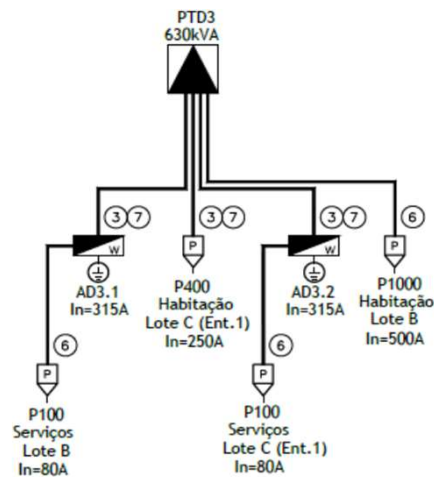 PTD3
630kVA
3 7
3 7
3 7
6
W
P
W
P
AD3.1
In=315A
P400
Habitação
Lote C (Ent.1)
In=250A
AD3.2
In=315A
P1000
Habitação
Lote B
In=500A
6
6
P
P
P100
Serviços
Lote B
In=80A
P100
Serviços
Lote C (Ent.1)
In=80A